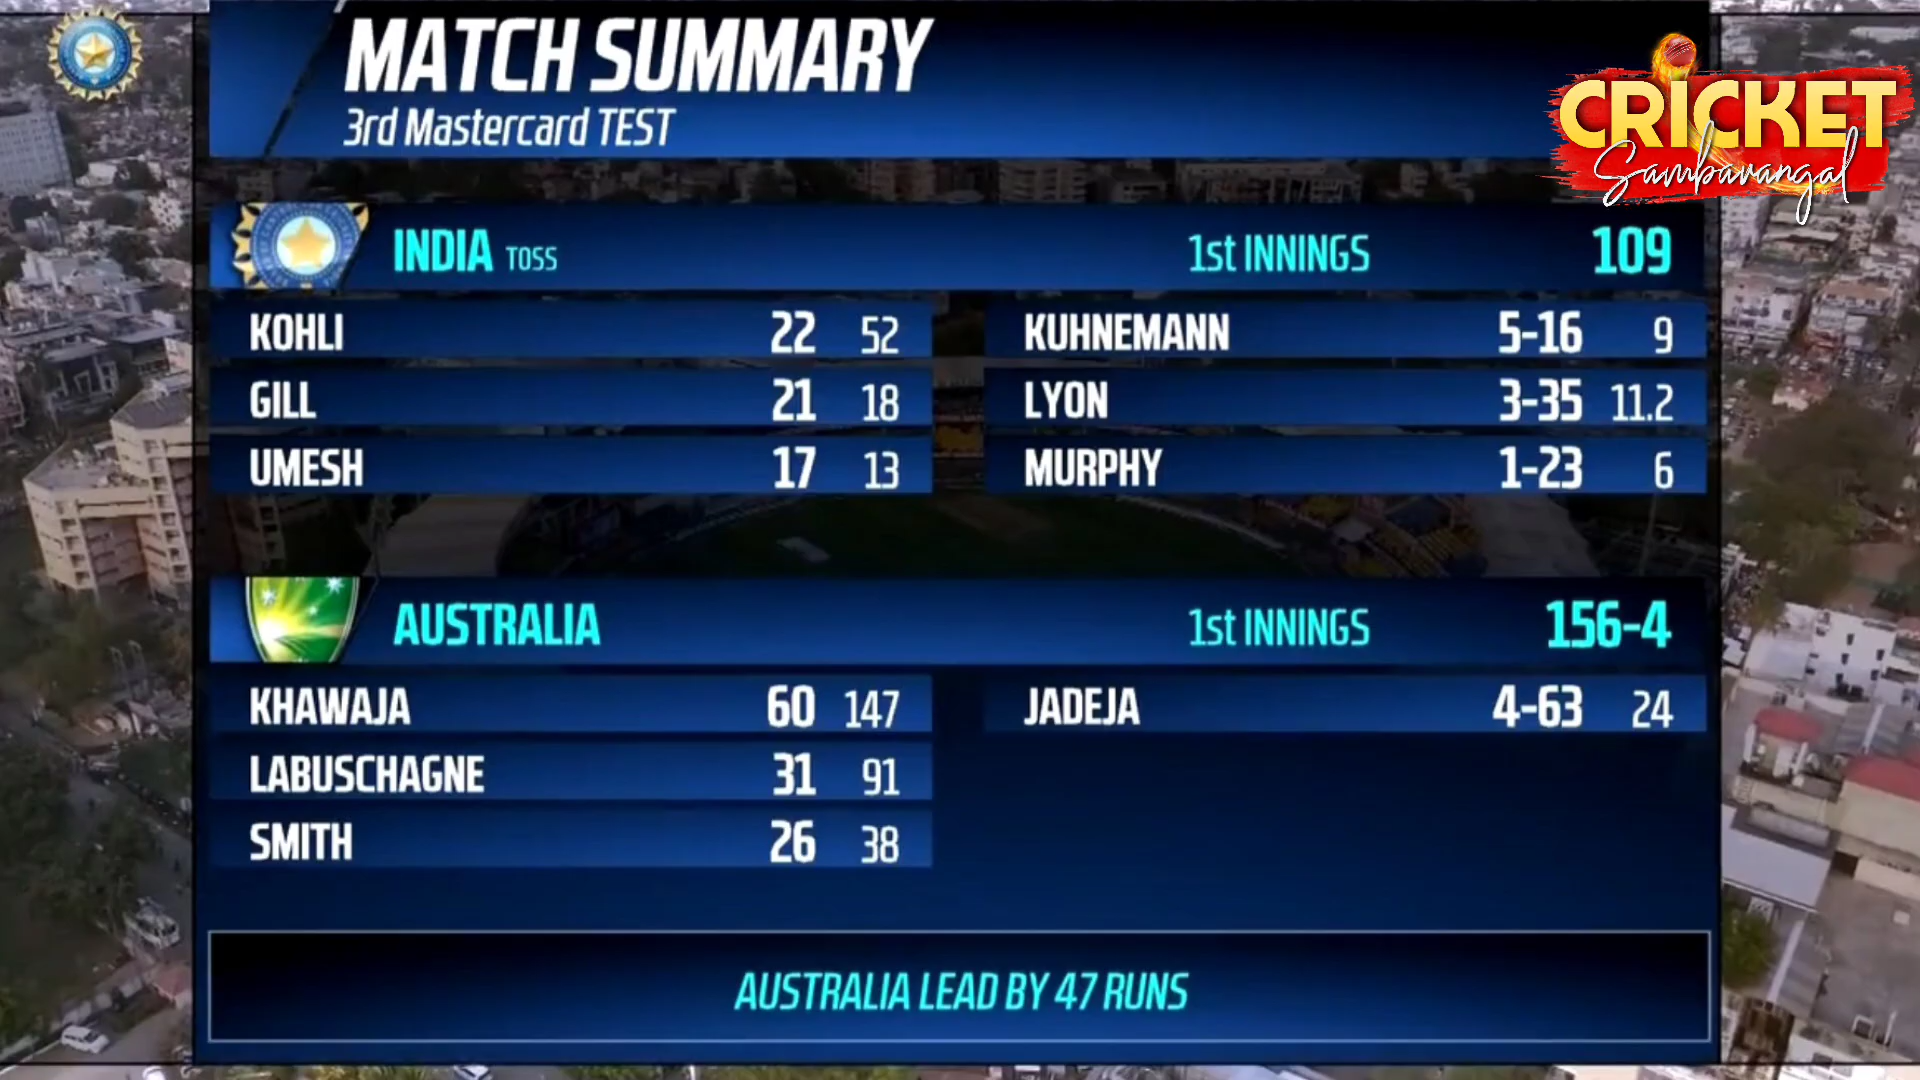 MATCH SUMMARY
3rd Mastercard TEST
CRICKET
Sambavangal
INDIA TOSS 1st INNINGS 109
KOHLI 22 52 KUHNEMANN 5-16 9
GILL 21 18 LYON 3-35 11.2
UMESH 17 13 MURPHY 1-23 6
AUSTRALIA 1st INNINGS 156-4
KHAWAJA 60 147 JADEJA 4-63 24
LABUSCHAGNE 31 91
SMITH 26 38
AUSTRALIA LEAD BY 47 RUNS